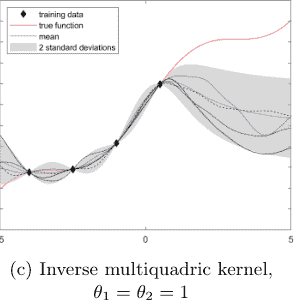 training data
true function
mean
2 standard deviations
5 0 5
(c) Inverse multiquadric kernel,
θ₁ = θ₂ = 1